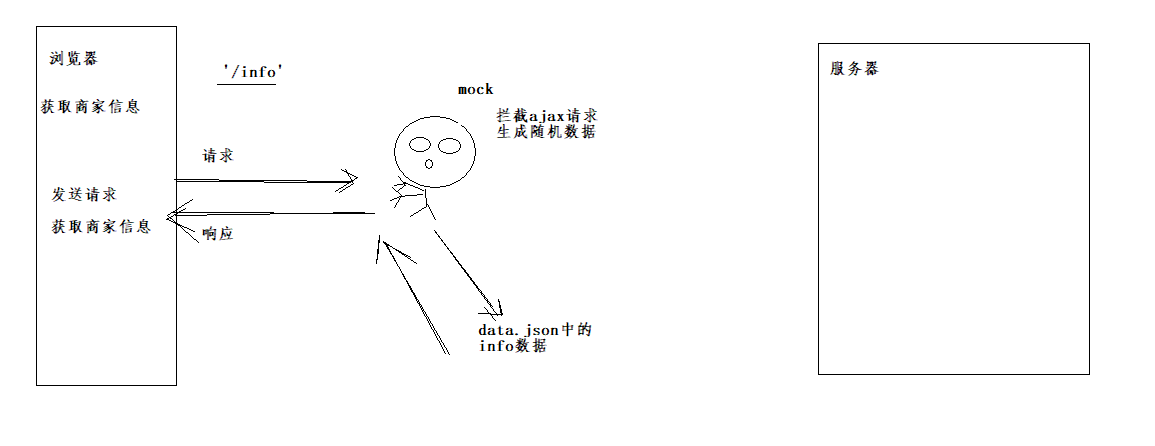 浏览器
获取商家信息
发送请求
获取商家信息
'/info'
请求
响应
mock
拦截ajax请求
生成随机数据
data.json中的
info数据
服务器